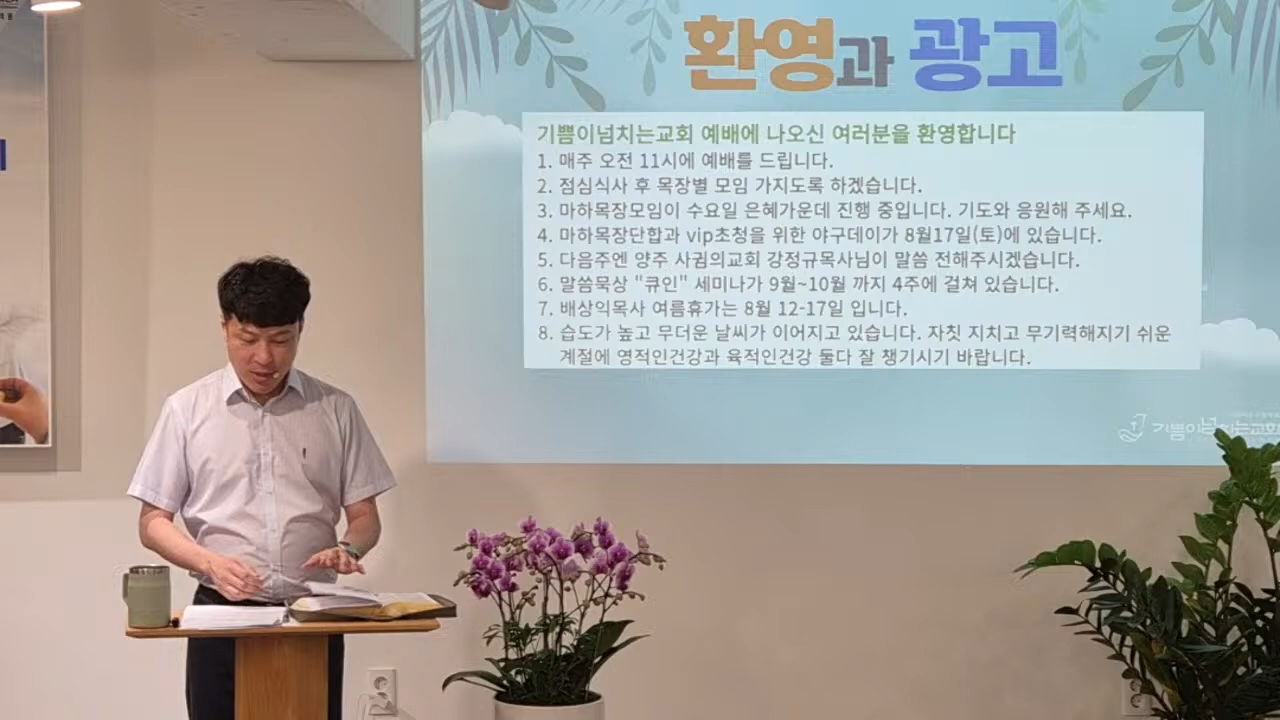 환영과 광고
기쁨이넘치는교회 예배에 나오신 여러분을 환영합니다
1. 매주 오전 11시에 예배를 드립니다.
2. 점심식사 후 목장별 모임 가지도록 하겠습니다.
3. 마하목장모임이 수요일 은혜가운데 진행 중입니다. 기도와 응원해 주세요.
4. 마하목장단합과 vip초청을 위한 야구데이가 8월17일(토)에 있습니다.
5. 다음주엔 양주 사귐의교회 강정규목사님이 말씀 전해주시겠습니다.
6. 말씀묵상 "큐인" 세미나가 9월~10월 까지 4주에 걸쳐 있습니다.
7. 배상익목사 여름휴가는 8월 12-17일 입니다.
8. 습도가 높고 무더운 날씨가 이어지고 있습니다. 자칫 지치고 무기력해지기 쉬운
계절에 영적인건강과 육적인건강 둘다 잘 챙기시기 바랍니다.
기쁨이넘치는교회